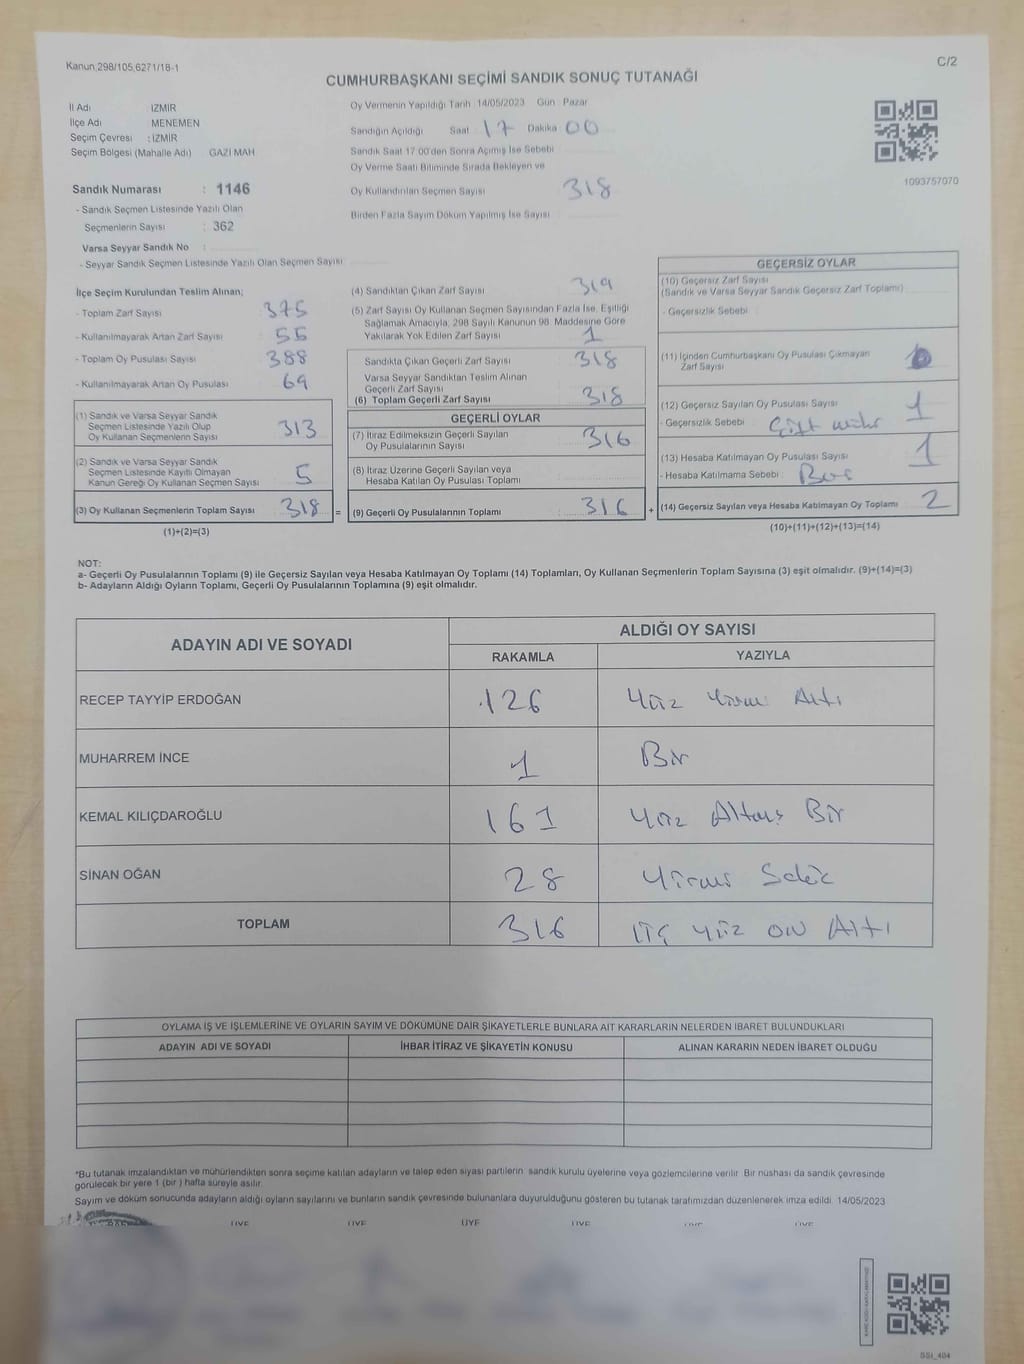 Kanun:298/105,6271/18-1
C/2
CUMHURBAŞKANI SEÇİMİ SANDIK SONUÇ TUTANAĞI
İl Adı İZMİR
İlçe Adı MENEMEN
Seçim Çevresi : İZMİR
Seçim Bölgesi (Mahalle Adı) GAZİ MAH
Sandık Numarası : 1146
- Sandık Seçmen Listesinde Yazılı Olan
Seçmenlerin Sayısı : 362
Varsa Seyyar Sandık No :
- Seyyar Sandık Seçmen Listesinde Yazılı Olan Seçmen Sayısı
Oy Vermenin Yapıldığı Tarih 14/05/2023 Gün Pazar
Sandığın Açıldığı Saat 17 Dakika 00
Sandık Saat 17 00'den Sonra Açılmış İse Sebebi
Oy Verme Saati Bitiminde Sırada Bekleyen ve
Oy Kullandırılan Seçmen Sayısı 318
Birden Fazla Sayım Döküm Yapılmış İse Sayısı
1093757070
İlçe Seçim Kurulundan Teslim Alınan;
- Toplam Zarf Sayısı 375
- Kullanılmayarak Artan Zarf Sayısı 55
- Toplam Oy Pusulası Sayısı 388
- Kullanılmayarak Artan Oy Pusulası 69
(1) Sandık ve Varsa Seyyar Sandık
Seçmen Listesinde Yazılı Olup
Oy Kullanan Seçmenlerin Sayısı 313
(2) Sandık ve Varsa Seyyar Sandık
Seçmen Listesinde Kayıtlı Olmayan
Kanun Gereği Oy Kullanan Seçmen Sayısı 5
(3) Oy Kullanan Seçmenlerin Toplam Sayısı 318 =
(1)+(2)=(3)
(4) Sandıktan Çıkan Zarf Sayısı 319
(5) Zarf Sayısı Oy Kullanan Seçmen Sayısından Fazla İse, Eşitliği
Sağlamak Amacıyla, 298 Sayılı Kanunun 98. Maddesine Göre
Yakılarak Yok Edilen Zarf Sayısı 1
Sandıkta Çıkan Geçerli Zarf Sayısı 318
Varsa Seyyar Sandıktan Teslim Alınan
Geçerli Zarf Sayısı
(6) Toplam Geçerli Zarf Sayısı 318
GEÇERLİ OYLAR
(7) İtiraz Edilmeksizin Geçerli Sayılan
Oy Pusulalarının Sayısı 316
(8) İtiraz Üzerine Geçerli Sayılan veya
Hesaba Katılan Oy Pusulası Toplamı
(9) Geçerli Oy Pusulalarının Toplamı 316 +
GEÇERSİZ OYLAR
(10) Geçersiz Zarf Sayısı
(Sandık ve Varsa Seyyar Sandık Geçersiz Zarf Toplamı)
- Geçersizlik Sebebi
(11) İçinden Cumhurbaşkanı Oy Pusulası Çıkmayan
Zarf Sayısı
(12) Geçersiz Sayılan Oy Pusulası Sayısı 1
- Geçersizlik Sebebi Çift mühr
(13) Hesaba Katılmayan Oy Pusulası Sayısı 1
- Hesaba Katılmama Sebebi Boş
(14) Geçersiz Sayılan veya Hesaba Katılmayan Oy Toplamı 2
(10)+(11)+(12)+(13)=(14)
NOT:
a- Geçerli Oy Pusulalarının Toplamı (9) ile Geçersiz Sayılan veya Hesaba Katılmayan Oy Toplamı (14) Toplamları, Oy Kullanan Seçmenlerin Toplam Sayısına (3) eşit olmalıdır. (9)+(14)=(3)
b- Adayların Aldığı Oyların Toplamı, Geçerli Oy Pusulalarının Toplamına (9) eşit olmalıdır.
ADAYIN ADI VE SOYADI
ALDIĞI OY SAYISI
RAKAMLA YAZIYLA
RECEP TAYYİP ERDOĞAN 126 Yüz Yirmi Altı
MUHARREM İNCE 1 Bir
KEMAL KILIÇDAROĞLU 161 Yüz Altmış Bir
SİNAN OĞAN 28 Yirmi Sekiz
TOPLAM 316 Üç Yüz ON Altı
OYLAMA İŞ VE İŞLEMLERİNE VE OYLARIN SAYIM VE DÖKÜMÜNE DAİR ŞİKAYETLERLE BUNLARA AİT KARARLARIN NELERDEN İBARET BULUNDUKLARI
ADAYIN ADI VE SOYADI İHBAR İTİRAZ VE ŞİKAYETİN KONUSU ALINAN KARARIN NEDEN İBARET OLDUĞU
*Bu tutanak imzalandıktan ve mühürlendikten sonra seçime katılan adayların ve talep eden siyasi partilerin sandık kurulu üyelerine veya gözlemcilerine verilir. Bir nüshası da sandık çevresinde
görülecek bir yere 1 (bir) hafta süreyle asılır.
Sayım ve döküm sonucunda adayların aldığı oyların sayılarını ve bunların sandık çevresinde bulunanlara duyurulduğunu gösteren bu tutanak tarafımızdan düzenlenerek imza edildi. 14/05/2023
ÜYE ÜYE ÜYE ÜYE ÜYE ÜYE
SSt_404